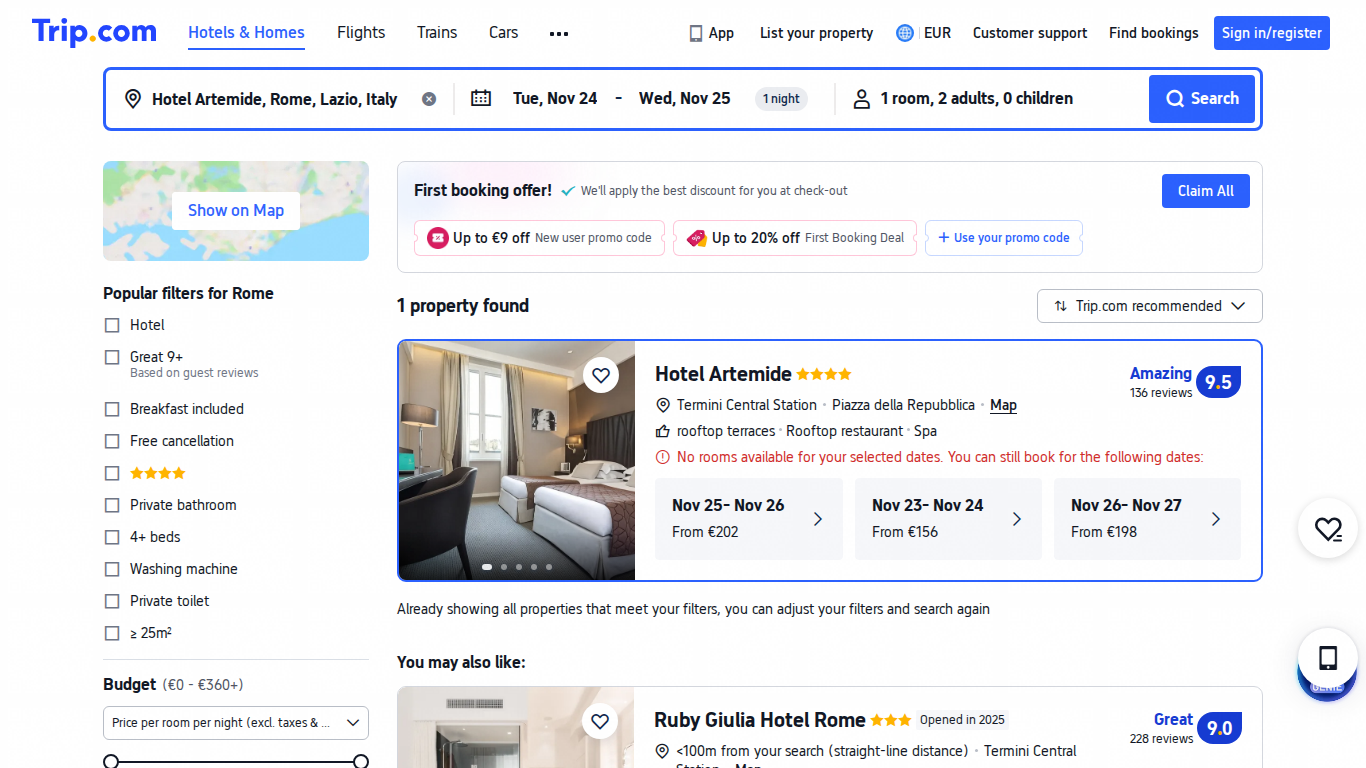 Trip.com
Hotels & Homes
Flights
Trains
Cars
App
List your property
EUR
Customer support
Find bookings
Sign in/register
Hotel Artemide, Rome, Lazio, Italy
Tue, Nov 24 - Wed, Nov 25
1 night
1 room, 2 adults, 0 children
Search
Show on Map
First booking offer!
We'll apply the best discount for you at check-out
Claim All
Up to €9 off New user promo code
Up to 20% off First Booking Deal
+ Use your promo code
Popular filters for Rome
Hotel
Great 9+
Based on guest reviews
Breakfast included
Free cancellation
Private bathroom
4+ beds
Washing machine
Private toilet
≥ 25m²
Budget (€0 - €360+)
Price per room per night (excl. taxes & ...
1 property found
Trip.com recommended
Hotel Artemide
Amazing
136 reviews
9.5
Termini Central Station · Piazza della Repubblica · Map
rooftop terraces · Rooftop restaurant · Spa
No rooms available for your selected dates. You can still book for the following dates:
Nov 25- Nov 26
From €202
Nov 23- Nov 24
From €156
Nov 26- Nov 27
From €198
Already showing all properties that meet your filters, you can adjust your filters and search again
You may also like:
Ruby Giulia Hotel Rome
Opened in 2025
Great
228 reviews
9.0
<100m from your search (straight-line distance) · Termini Central
Station · Map
GENIE